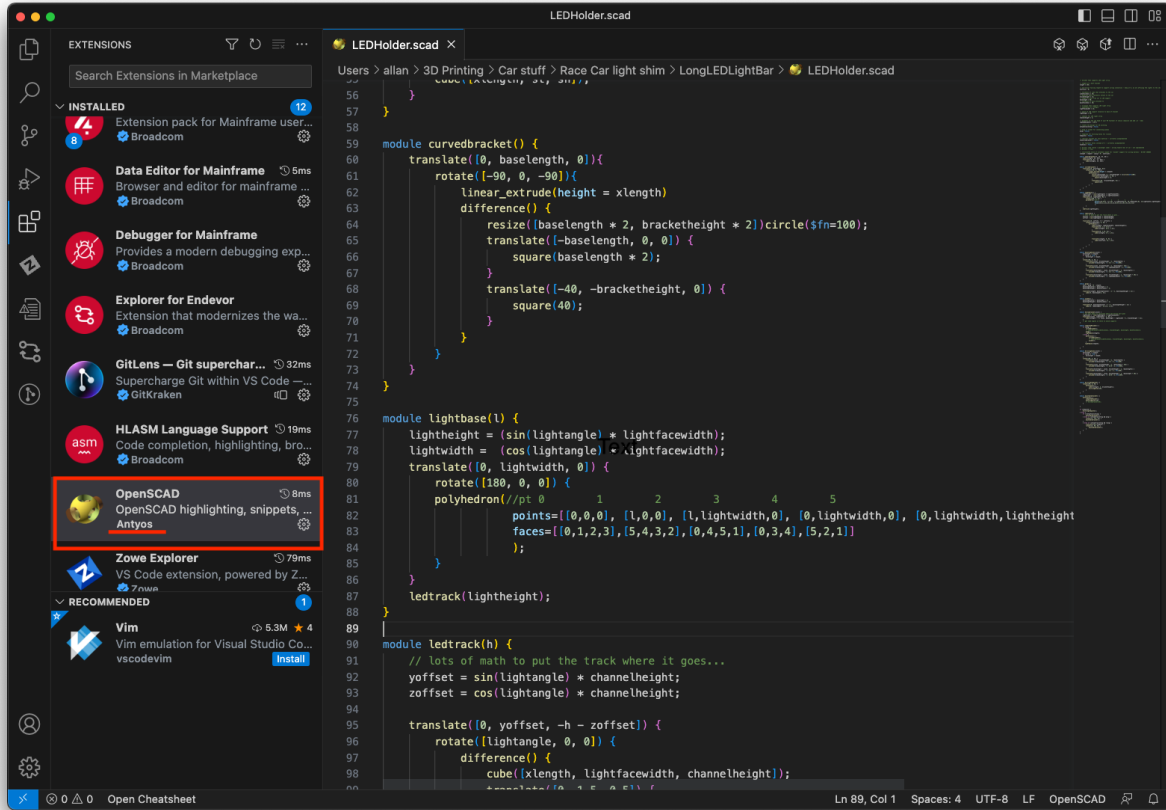 LEDHolder.scad
EXTENSIONS
Search Extensions in Marketplace
INSTALLED
12
8
Extension pack for Mainframe user...
Broadcom
Data Editor for Mainframe 5ms
Browser and editor for mainframe ...
Broadcom
Debugger for Mainframe
Provides a modern debugging exp...
Broadcom
Explorer for Endevor
Extension that modernizes the wa...
Broadcom
GitLens — Git supercharg... 32ms
Supercharge Git within VS Code —...
GitKraken
asm
HLASM Language Support 19ms
Code completion, highlighting, bro...
Broadcom
OpenSCAD 8ms
OpenSCAD highlighting, snippets, ...
Antyos
Zowe Explorer 79ms
VS Code extension, powered by Z...
Zowe
RECOMMENDED
1
Vim 5.3M ★ 4
Vim emulation for Visual Studio Co...
vscodevim
Install
LEDHolder.scad
Users > allan > 3D Printing > Car stuff > Race Car light shim > LongLEDLightBar > LEDHolder.scad
56 }
57 }
58
59 module curvedbracket() {
60 translate([0, baselength, 0]){
61 rotate([-90, 0, -90]){
62 linear_extrude(height = xlength)
63 difference() {
64 resize([baselength * 2, bracketheight * 2])circle($fn=100);
65 translate([-baselength, 0, 0]) {
66 square(baselength * 2);
67 }
68 translate([-40, -bracketheight, 0]) {
69 square(40);
70 }
71 }
72 }
73 }
74 }
75
76 module lightbase(l) {
77 lightheight = (sin(lightangle) * lightfacewidth);
78 lightwidth = (cos(lightangle) * lightfacewidth);
Text
79 translate([0, lightwidth, 0]) {
80 rotate([180, 0, 0]) {
81 polyhedron(//pt 0 1 2 3 4 5
82 points=[[0,0,0], [l,0,0], [l,lightwidth,0], [0,lightwidth,0], [0,lightwidth,lightheight
83 faces=[[0,1,2,3],[5,4,3,2],[0,4,5,1],[0,3,4],[5,2,1]]
84 );
85 }
86 }
87 ledtrack(lightheight);
88 }
89
90 module ledtrack(h) {
91 // lots of math to put the track where it goes...
92 yoffset = sin(lightangle) * channelheight;
93 zoffset = cos(lightangle) * channelheight;
94
95 translate([0, yoffset, -h - zoffset]) {
96 rotate([lightangle, 0, 0]) {
97 difference() {
98 cube([xlength, lightfacewidth, channelheight]);
0 0 Open Cheatsheet
Ln 89, Col 1 Spaces: 4 UTF-8 LF OpenSCAD